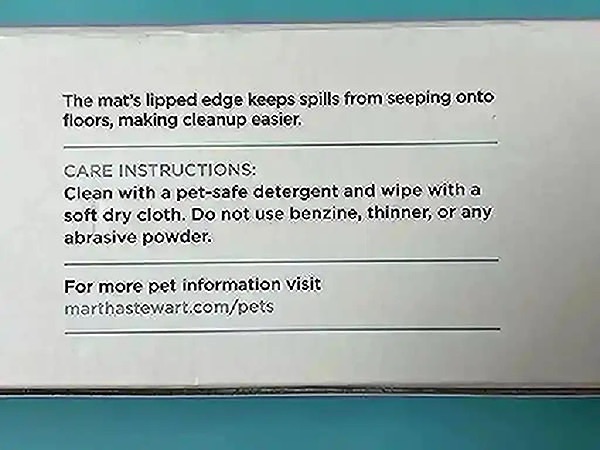 The mat's lipped edge keeps spills from seeping onto
floors, making cleanup easier.
CARE INSTRUCTIONS:
Clean with a pet-safe detergent and wipe with a
soft dry cloth. Do not use benzine, thinner, or any
abrasive powder.
For more pet information visit
marthastewart.com/pets